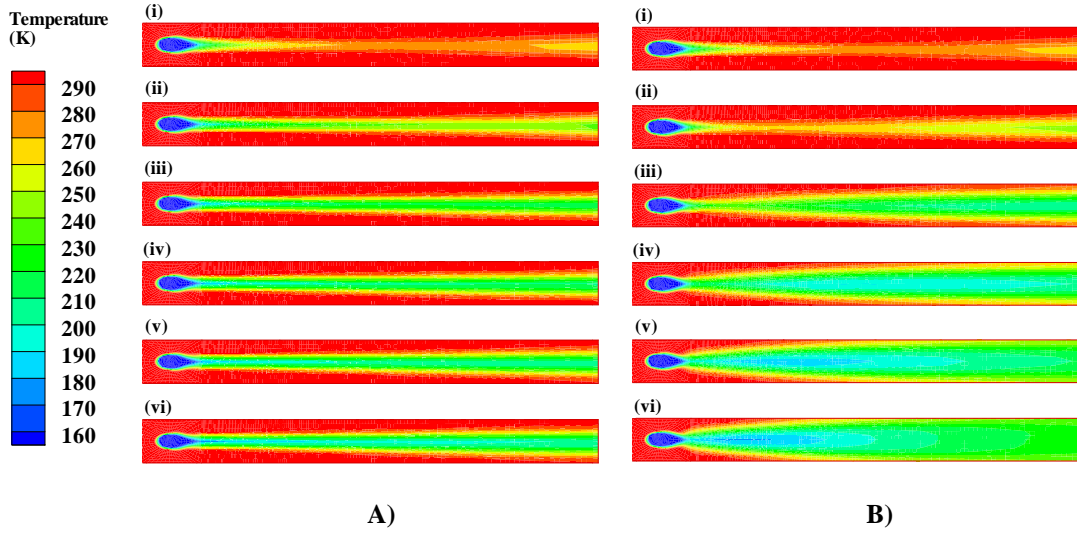 Temperature
(K)
290
280
270
260
250
240
230
220
210
200
190
180
170
160
(i)
(ii)
(iii)
(iv)
(v)
(vi)
A)
(i)
(ii)
(iii)
(iv)
(v)
(vi)
B)